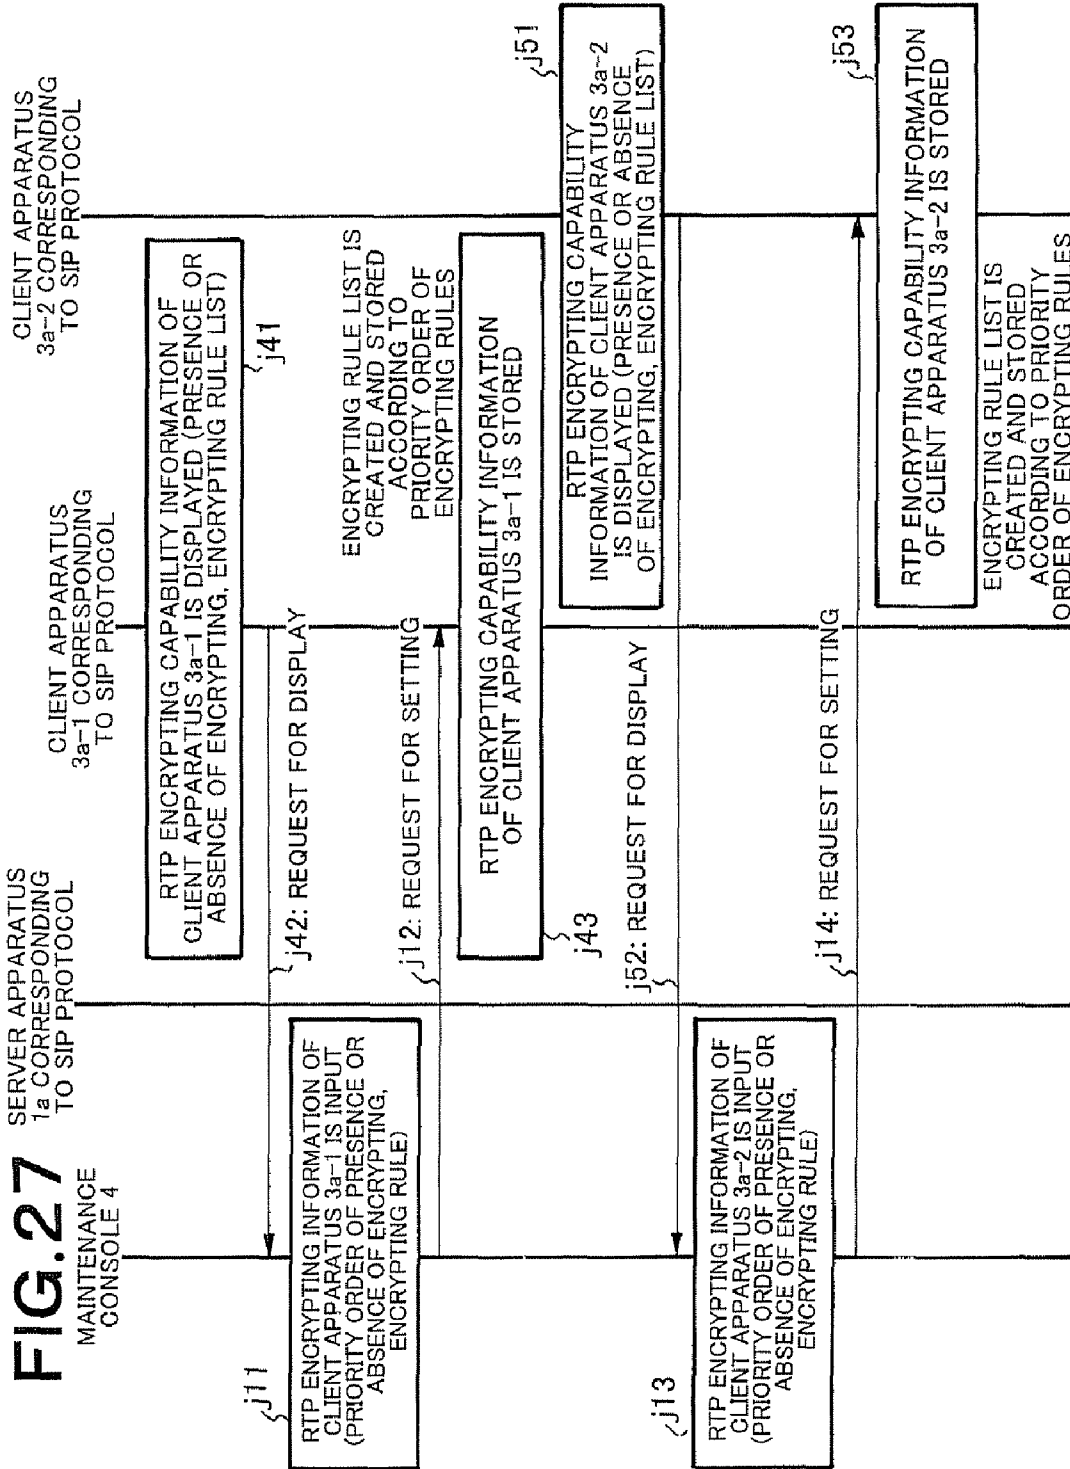 FIG.27
MAINTENANCE
CONSOLE 4
SERVER APPARATUS
1a CORRESPONDING
TO SIP PROTOCOL
CLIENT APPARATUS
3a-1 CORRESPONDING
TO SIP PROTOCOL
CLIENT APPARATUS
3a-2 CORRESPONDING
TO SIP PROTOCOL
RTP ENCRYPTING CAPABILITY INFORMATION OF
CLIENT APPARATUS 3a-1 IS DISPLAYED (PRESENCE OR
ABSENCE OF ENCRYPTING, ENCRYPTING RULE LIST)
j41
j42: REQUEST FOR DISPLAY
j11
RTP ENCRYPTING INFORMATION OF
CLIENT APPARATUS 3a-1 IS INPUT
(PRIORITY ORDER OF PRESENCE OR
ABSENCE OF ENCRYPTING,
ENCRYPTING RULE)
j12: REQUEST FOR SETTING
ENCRYPTING RULE LIST IS
CREATED AND STORED
ACCORDING TO
PRIORITY ORDER OF
ENCRYPTING RULES
RTP ENCRYPTING CAPABILITY INFORMATION
OF CLIENT APPARATUS 3a-1 IS STORED
j43
j51
RTP ENCRYPTING CAPABILITY
INFORMATION OF CLIENT APPARATUS 3a-2
IS DISPLAYED (PRESENCE OR ABSENCE
OF ENCRYPTING, ENCRYPTING RULE LIST)
j52: REQUEST FOR DISPLAY
j13
RTP ENCRYPTING INFORMATION OF
CLIENT APPARATUS 3a-2 IS INPUT
(PRIORITY ORDER OF PRESENCE OR
ABSENCE OF ENCRYPTING,
ENCRYPTING RULE)
j14: REQUEST FOR SETTING
j53
RTP ENCRYPTING CAPABILITY INFORMATION
OF CLIENT APPARATUS 3a-2 IS STORED
ENCRYPTING RULE LIST IS
CREATED AND STORED
ACCORDING TO PRIORITY
ORDER OF ENCRYPTING RULES